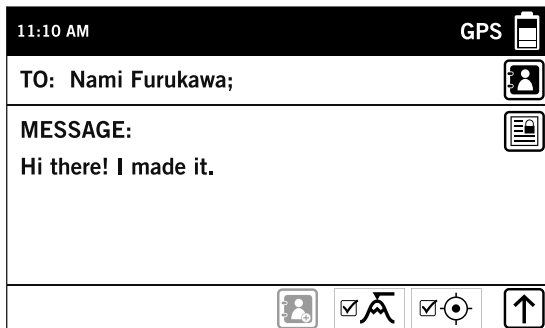 11:10 AM GPS
TO: Nami Furukawa;
MESSAGE:
Hi there! I made it.